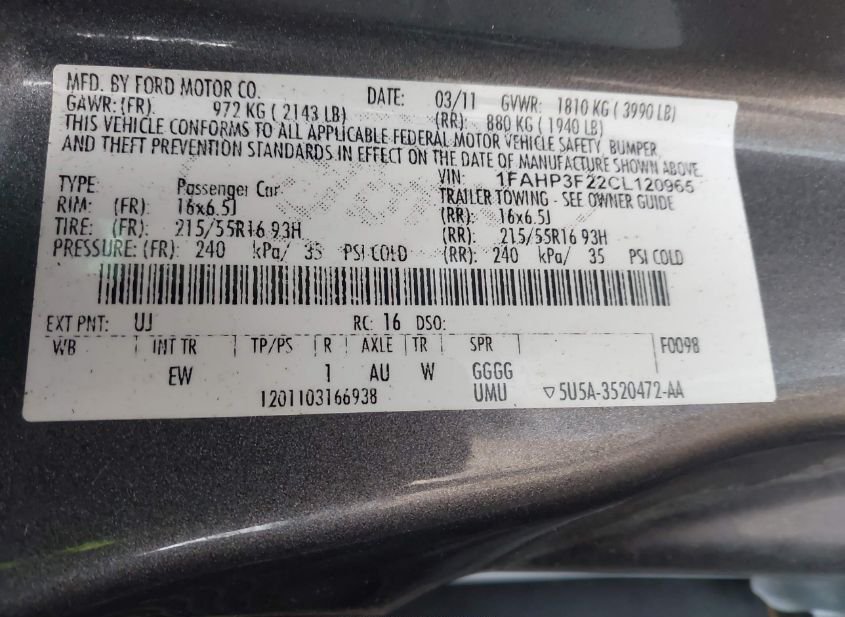 MFD. BY FORD MOTOR CO. DATE: 03/11 GVWR: 1810 KG ( 3990 LB)
GAWR: (FR) 972 KG ( 2143 LB) (RR): 880 KG ( 1940 LB)
THIS VEHICLE CONFORMS TO ALL APPLICABLE FEDERAL MOTOR VEHICLE SAFETY, BUMPER,
AND THEFT PREVENTION STANDARDS IN EFFECT ON THE DATE OF MANUFACTURE SHOWN ABOVE.
VIN: 1FAHP3F22CL120965
TYPE: Passenger Car TRAILER TOWING - SEE OWNER GUIDE
RIM: (FR): 16x6.5J (RR): 16x6.5J
TIRE: (FR): 215/55R16 93H (RR): 215/55R16 93H
PRESSURE: (FR): 240 kPa/ 35 PSI COLD (RR): 240 kPa/ 35 PSI COLD
EXT PNT: UJ RC: 16 DSO:
WB INT TR TP/PS R AXLE TR SPR F0098
EW 1 AU W GGGG
1201103166938 UMU ▽5U5A-3520472-AA